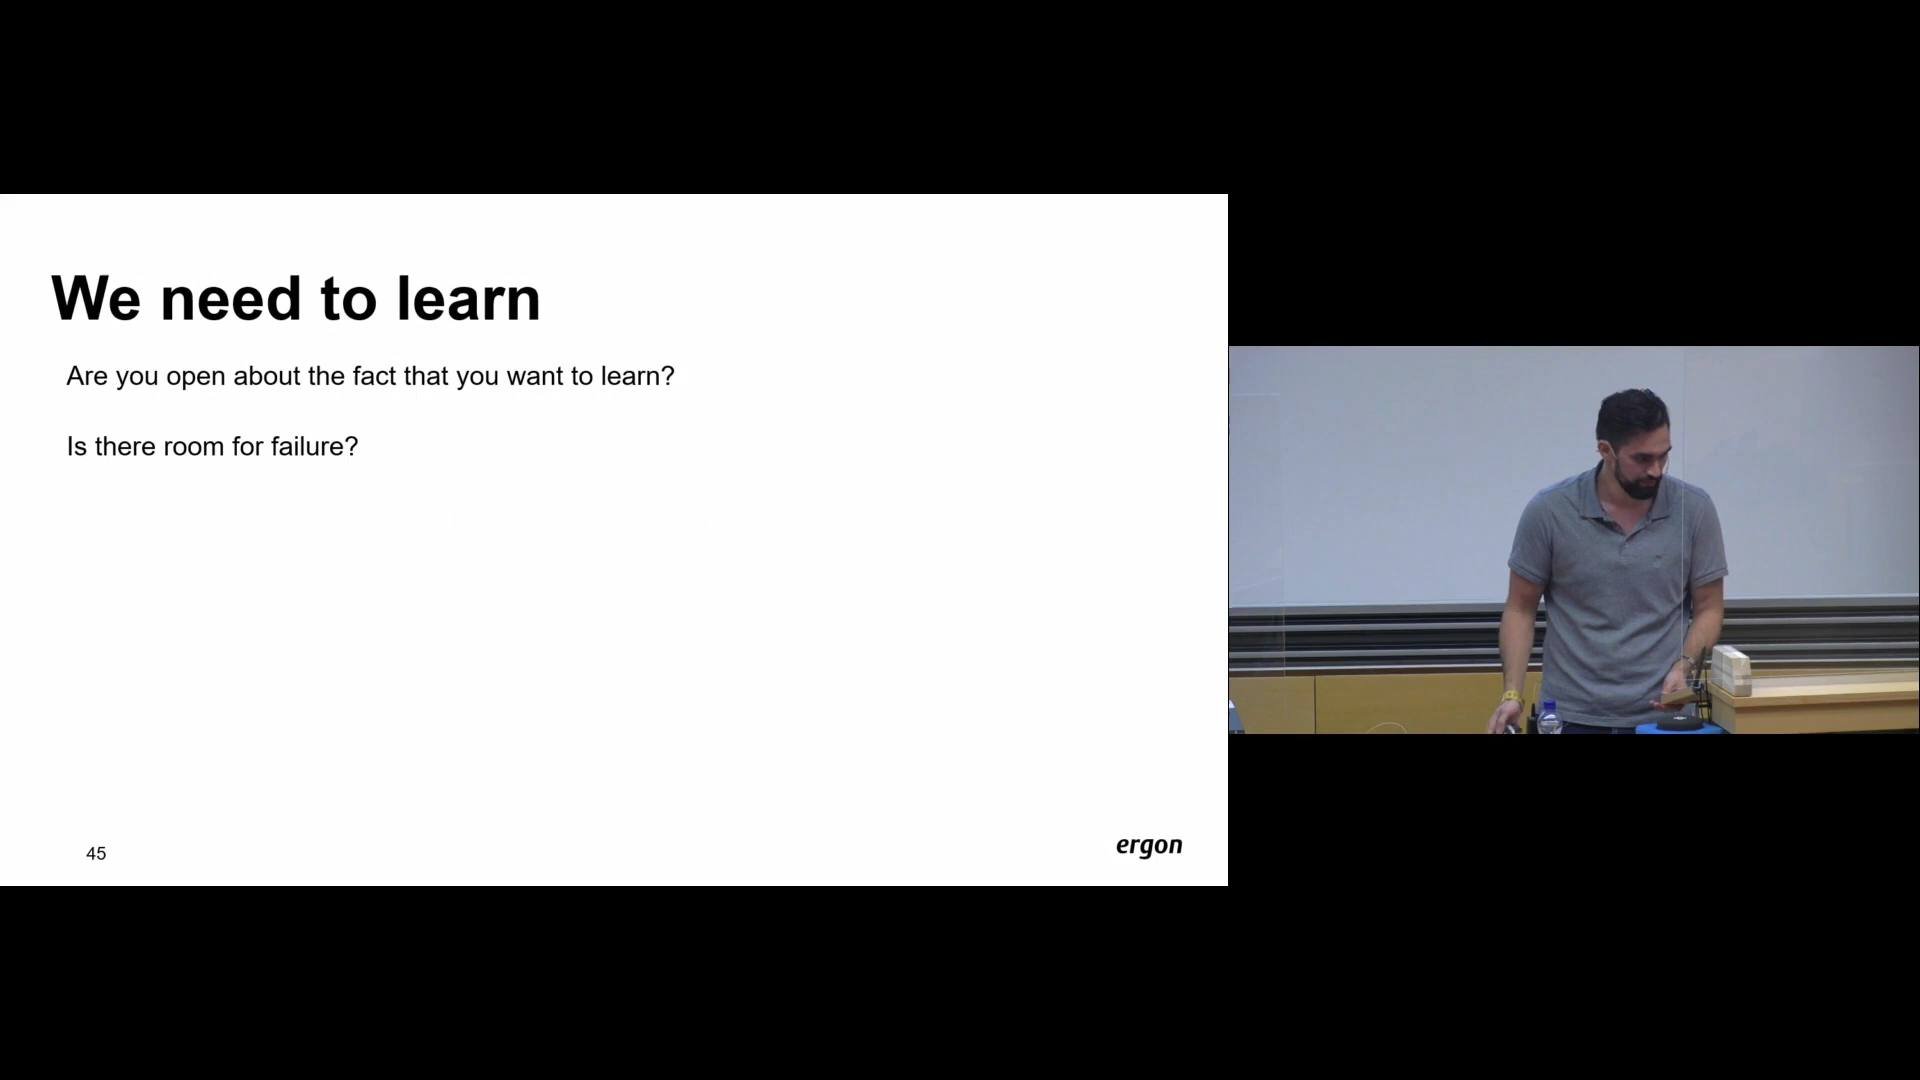 We need to learn
Are you open about the fact that you want to learn?
Is there room for failure?
45
ergon